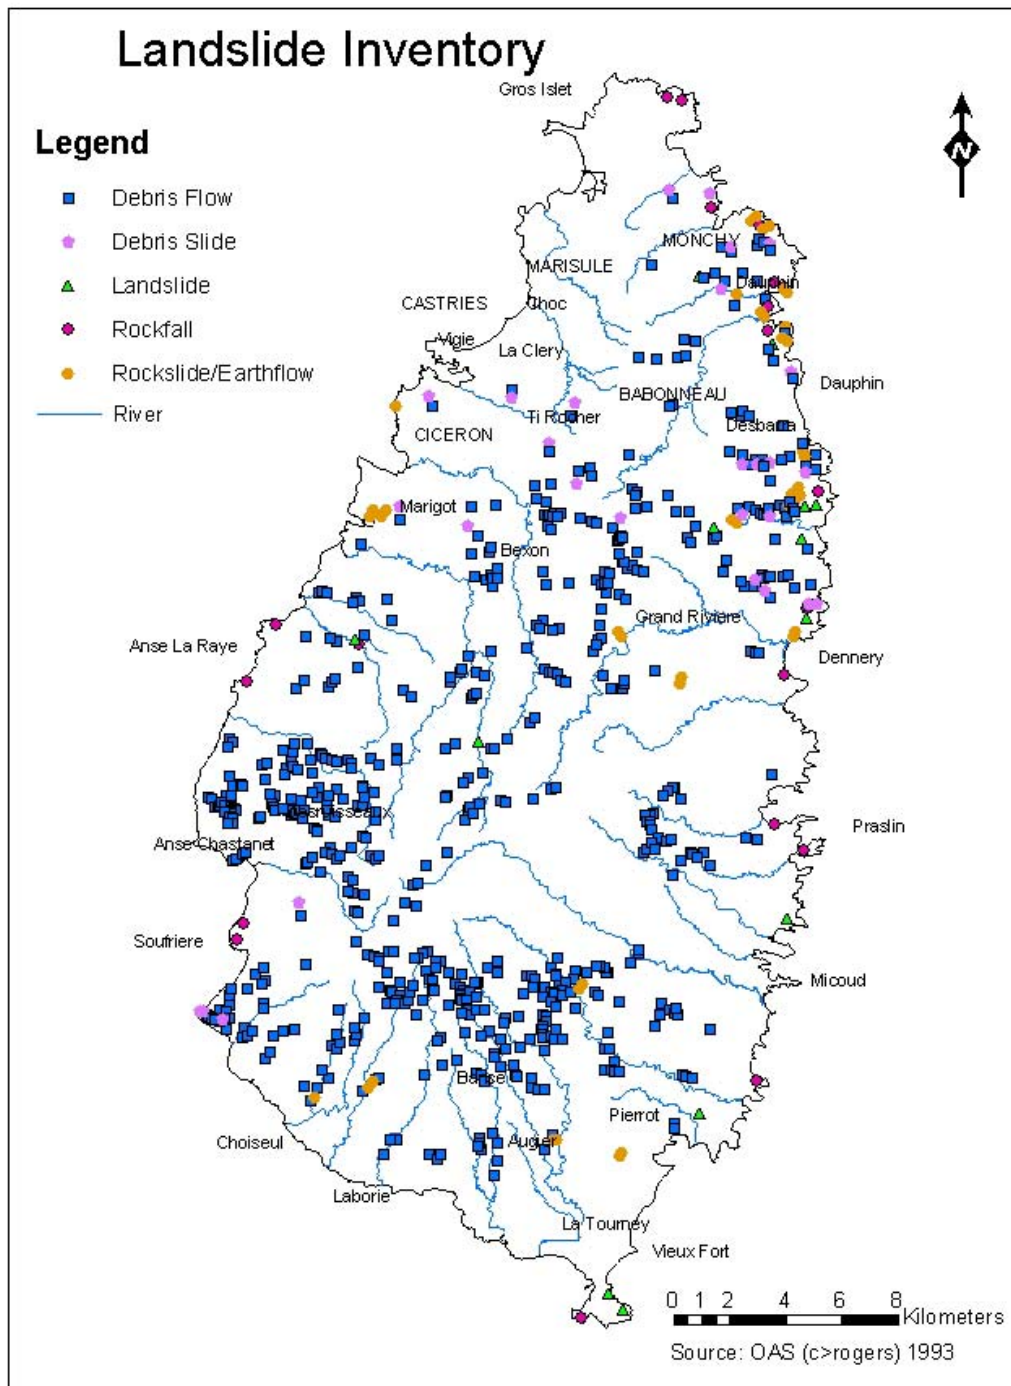 Landslide Inventory
Gros Islet
N
Legend
Debris Flow
Debris Slide
Landslide
Rockfall
Rockslide/Earthflow
River
MONCHY
MARISULE
Dauphin
CASTRIES
Choc
Vigie
La Clery
Dauphin
BABONNEAU
Ti Rocher
Desbarra
CICERON
Marigot
Bexon
Grand Riviere
Anse La Raye
Dennery
Praslin
Anse Chastanet
Soufriere
Micoud
Pierrot
Choiseul
Augier
Laborie
La Tourney
Vieux Fort
0 1 2 4 6 8
Kilometers
Source: OAS (c>rogers) 1993